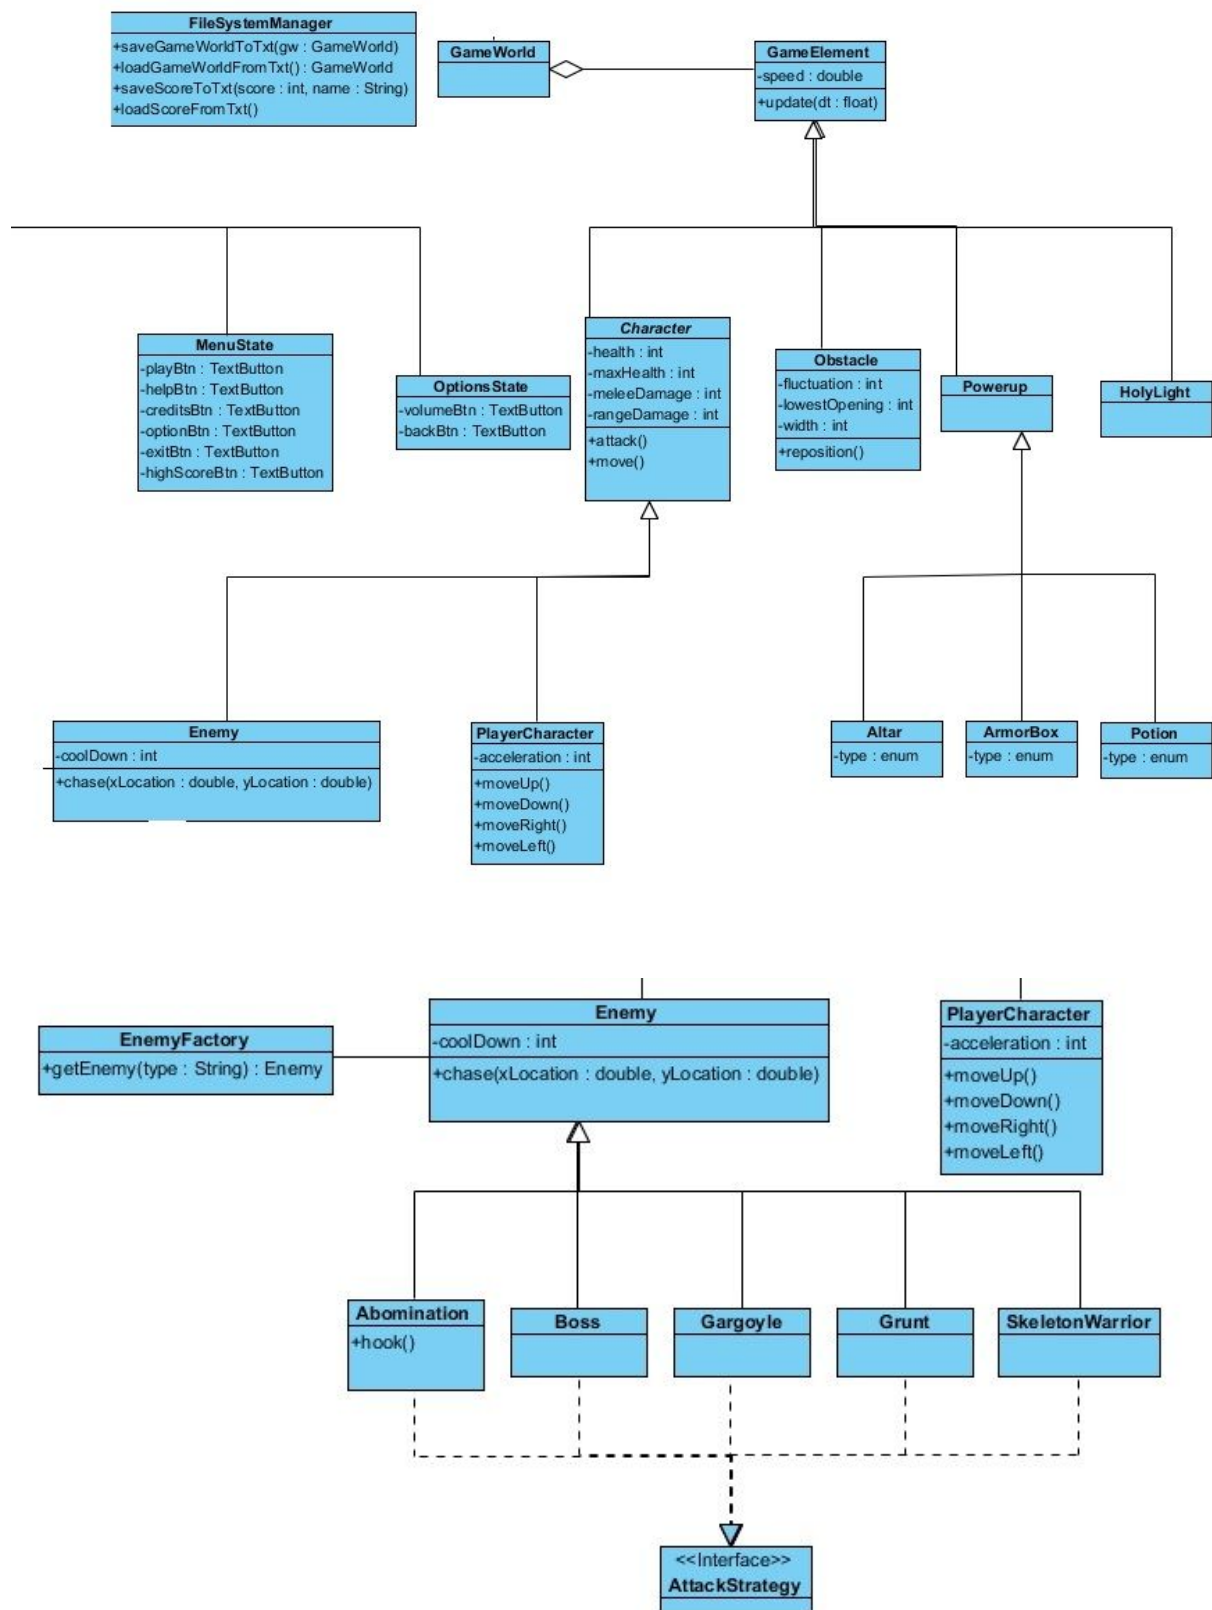 FileSystemManager
+saveGameWorldToTxt(gw : GameWorld)
+loadGameWorldFromTxt() : GameWorld
+saveScoreToTxt(score : int, name : String)
+loadScoreFromTxt()
GameWorld
GameElement
-speed : double
+update(dt : float)
MenuState
-playBtn : TextButton
-helpBtn : TextButton
-creditsBtn : TextButton
-optionBtn : TextButton
-exitBtn : TextButton
-highScoreBtn : TextButton
OptionsState
-volumeBtn : TextButton
-backBtn : TextButton
Character
-health : int
-maxHealth : int
-meleeDamage : int
-rangeDamage : int
+attack()
+move()
Obstacle
-fluctuation : int
-lowestOpening : int
-width : int
+reposition()
Powerup
HolyLight
Enemy
-coolDown : int
+chase(xLocation : double, yLocation : double)
PlayerCharacter
-acceleration : int
+moveUp()
+moveDown()
+moveRight()
+moveLeft()
Altar
-type : enum
ArmorBox
-type : enum
Potion
-type : enum
EnemyFactory
+getEnemy(type : String) : Enemy
Enemy
-coolDown : int
+chase(xLocation : double, yLocation : double)
PlayerCharacter
-acceleration : int
+moveUp()
+moveDown()
+moveRight()
+moveLeft()
Abomination
+hook()
Boss
Gargoyle
Grunt
SkeletonWarrior
<<Interface>>
AttackStrategy